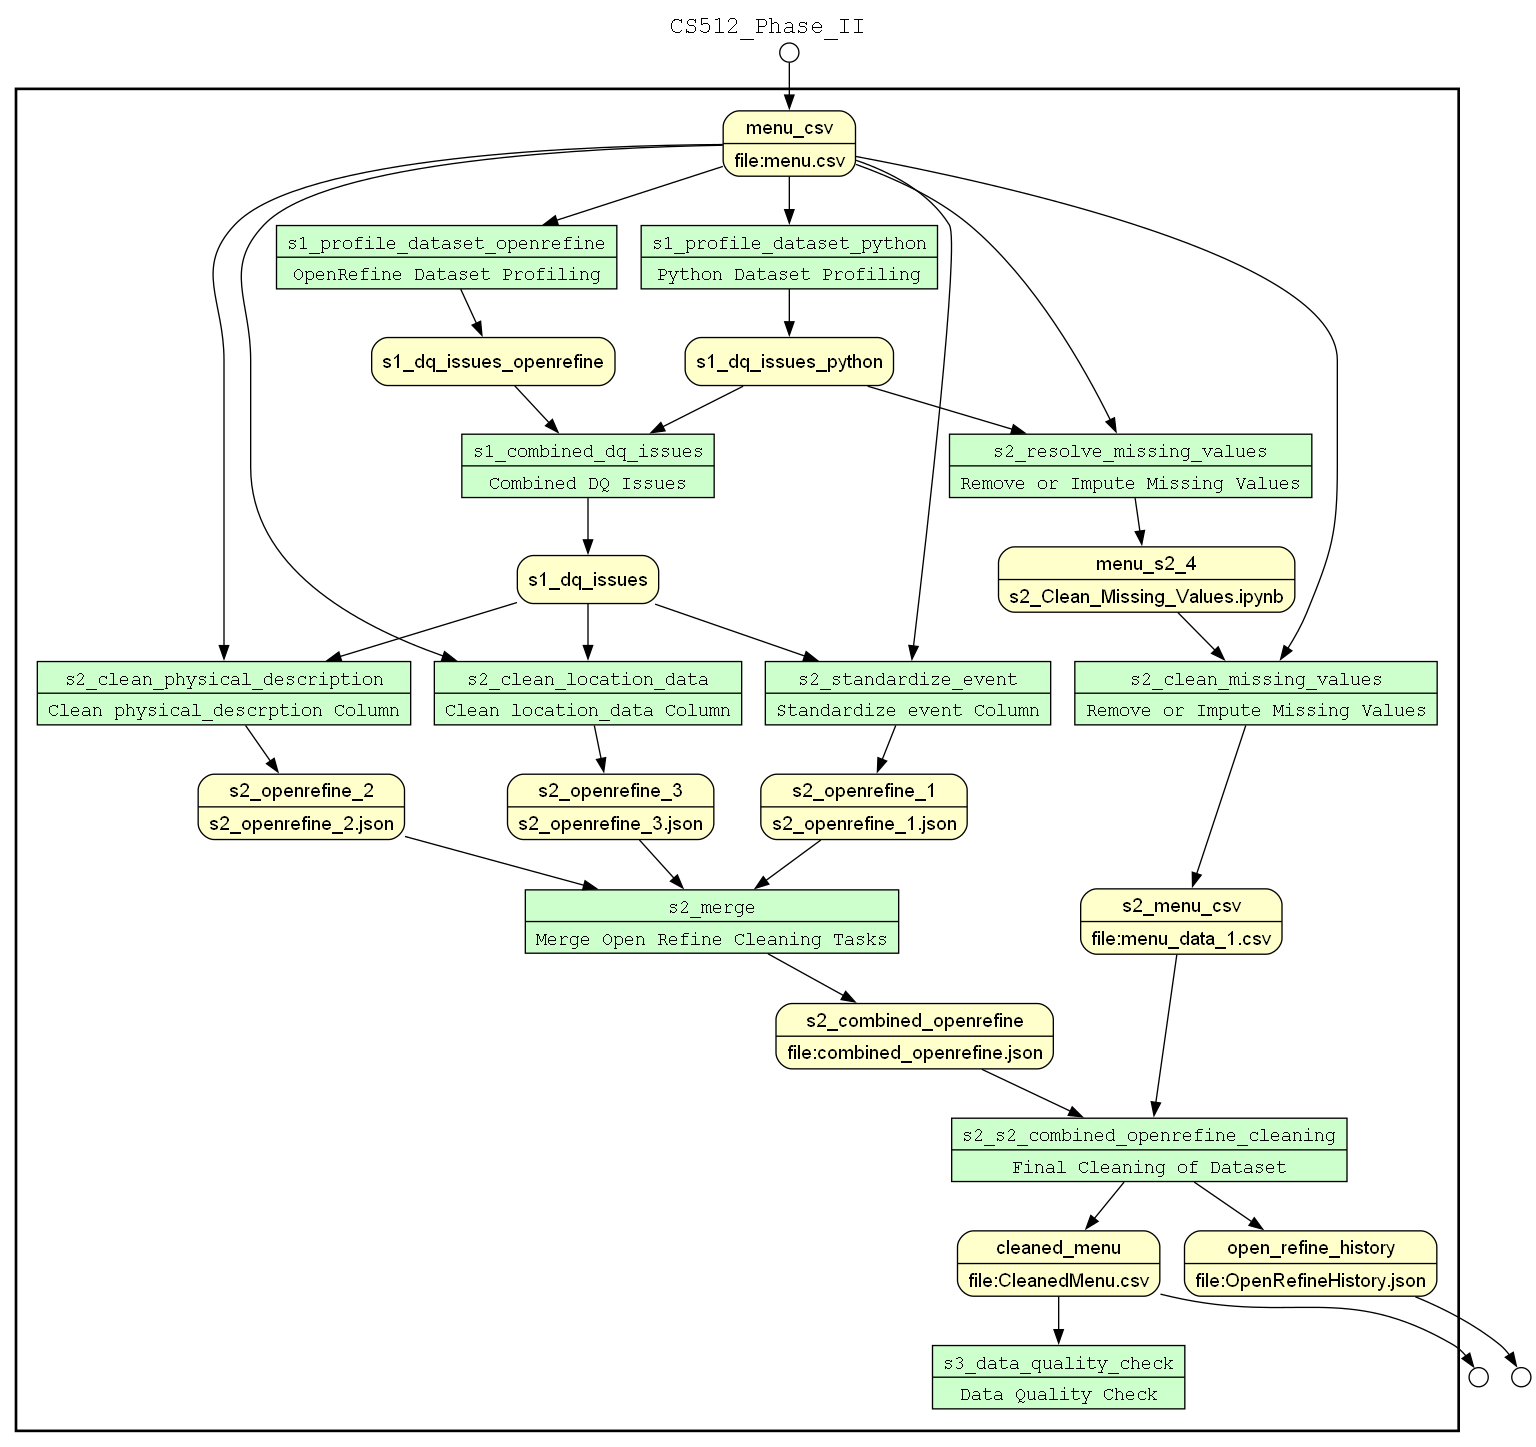 CS512_Phase_II
menu_csv
file:menu.csv
s1_profile_dataset_openrefine
OpenRefine Dataset Profiling
s1_profile_dataset_python
Python Dataset Profiling
s1_dq_issues_openrefine
s1_dq_issues_python
s1_combined_dq_issues
Combined DQ Issues
s2_resolve_missing_values
Remove or Impute Missing Values
s1_dq_issues
menu_s2_4
s2_Clean_Missing_Values.ipynb
s2_clean_physical_description
Clean physical_descrption Column
s2_clean_location_data
Clean location_data Column
s2_standardize_event
Standardize event Column
s2_clean_missing_values
Remove or Impute Missing Values
s2_openrefine_2
s2_openrefine_2.json
s2_openrefine_3
s2_openrefine_3.json
s2_openrefine_1
s2_openrefine_1.json
s2_merge
Merge Open Refine Cleaning Tasks
s2_menu_csv
file:menu_data_1.csv
s2_combined_openrefine
file:combined_openrefine.json
s2_s2_combined_openrefine_cleaning
Final Cleaning of Dataset
cleaned_menu
file:CleanedMenu.csv
open_refine_history
file:OpenRefineHistory.json
s3_data_quality_check
Data Quality Check